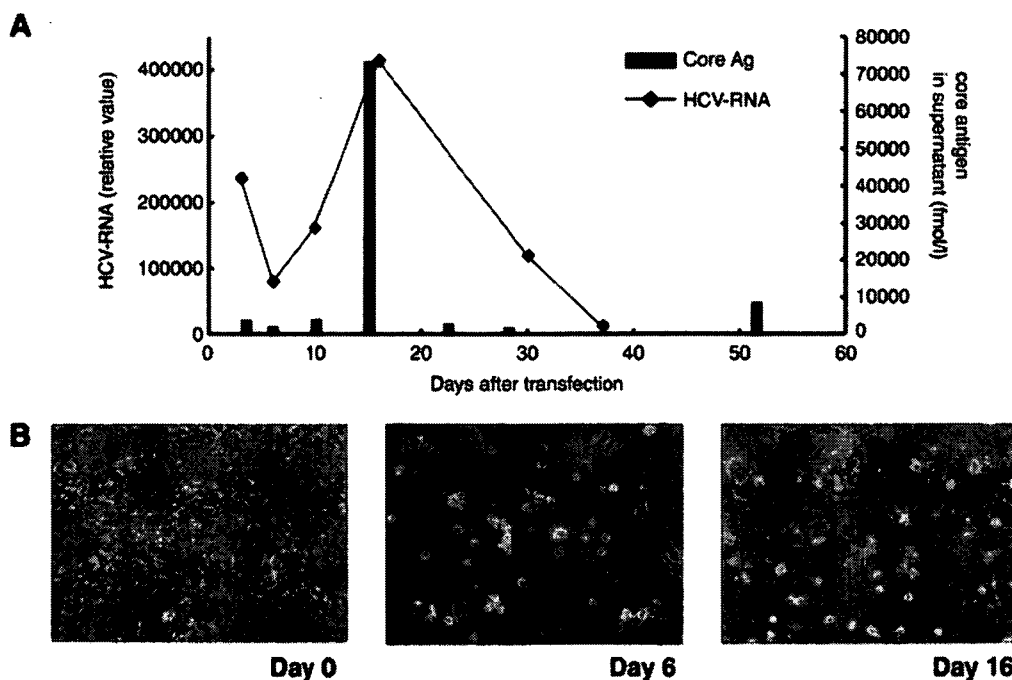 A
HCV-RNA (relative value)
400000
300000
200000
100000
0
0 10 20 30 40 50 60
Days after transfection
Core Ag
HCV-RNA
80000
70000
60000
50000
40000
30000
20000
10000
0
core antigen
in supernatant (fmol/l)
B
Day 0 Day 6 Day 16